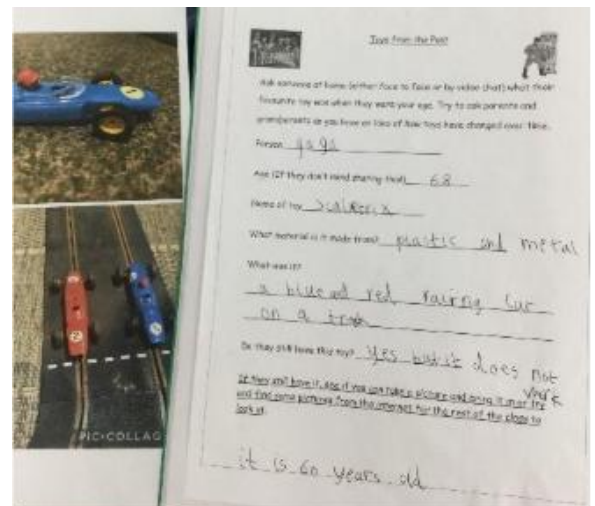 Toys from the Past
Ask someone at home (either face to face or by video chat) what their
favourite toy was when they were your age. Try to ask parents and
grandparents so you have an idea of how toys have changed over time.
Person gaga
Age (If they don't mind sharing that) 68
Name of toy Scalextrix
What material is it made from? plastic and metal
What was it?
a blue and red racing car
on a track
Do they still have this toy? Yes but it does not
work
If they still have it, see if you can take a picture and bring it in or try
and find some pictures from the internet for the rest of the class to
look at.
it is 60 years old
PIC•COLLAG